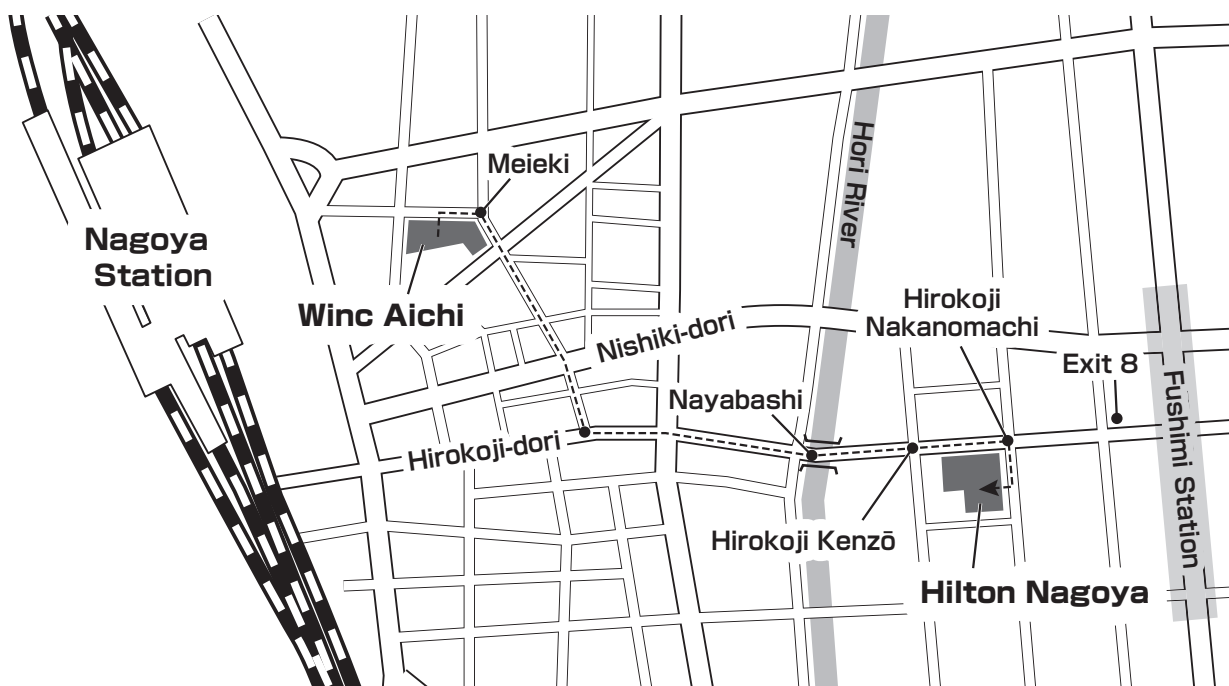 Meieki
Hori River
Nagoya
Station
Winc Aichi
Hirokoji
Nakanomachi
Nishiki-dori
Exit 8
Nayabashi
Hirokoji-dori
Fushimi Station
Hirokoji Kenzō
Hilton Nagoya